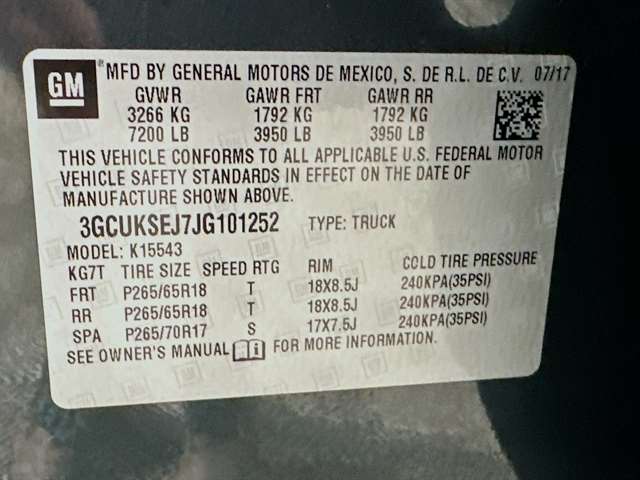 GM
® MFD BY GENERAL MOTORS DE MEXICO, S. DE R.L. DE C.V. 07/17
GVWR GAWR FRT GAWR RR
3266 KG 1792 KG 1792 KG
7200 LB 3950 LB 3950 LB
THIS VEHICLE CONFORMS TO ALL APPLICABLE U.S. FEDERAL MOTOR
VEHICLE SAFETY STANDARDS IN EFFECT ON THE DATE OF
MANUFACTURE SHOWN ABOVE.
3GCUKSEJ7JG101252 TYPE: TRUCK
MODEL: K15543
KG7T TIRE SIZE SPEED RTG RIM COLD TIRE PRESSURE
FRT P265/65R18 T 18X8.5J 240KPA(35PSI)
RR P265/65R18 T 18X8.5J 240KPA(35PSI)
SPA P265/70R17 S 17X7.5J 240KPA(35PSI)
SEE OWNER'S MANUAL FOR MORE INFORMATION.